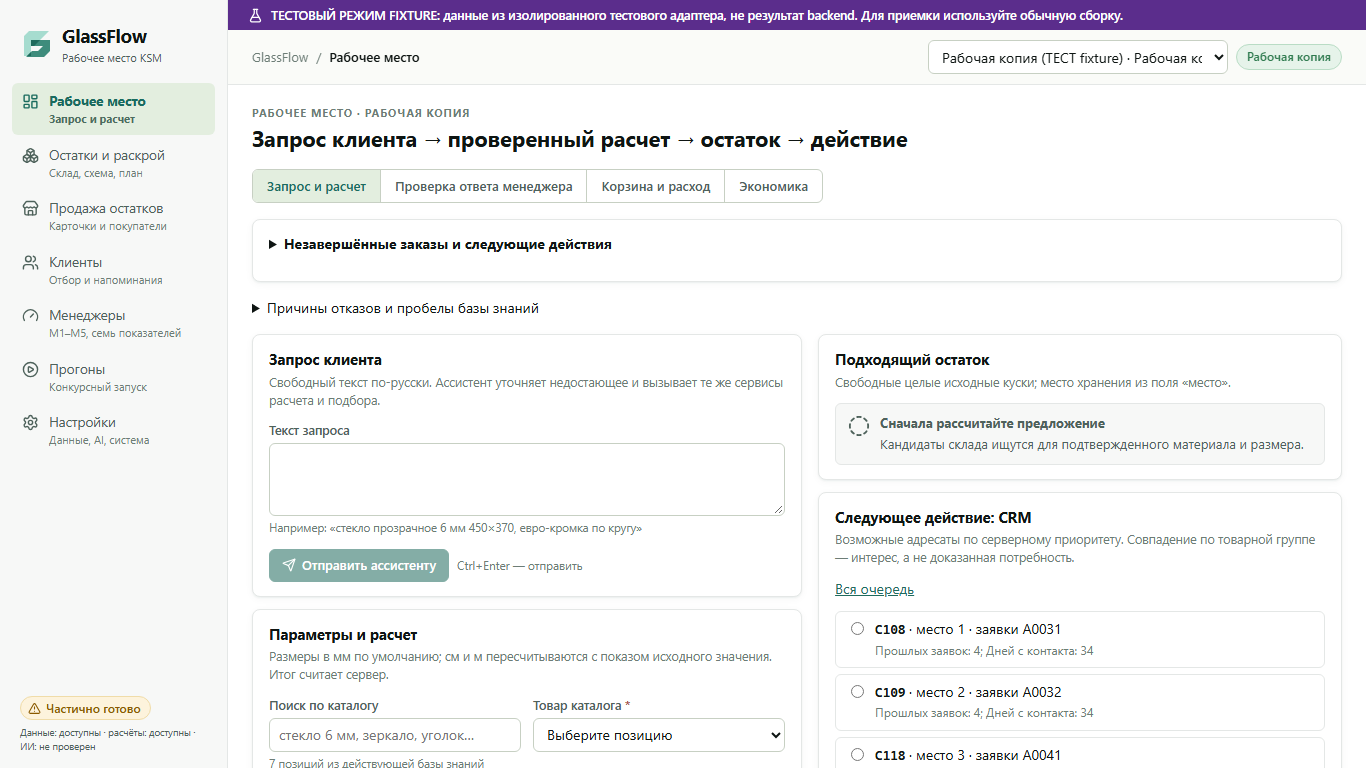 ТЕСТОВЫЙ РЕЖИМ FIXTURE: данные из изолированного тестового адаптера, не результат backend. Для приемки используйте обычную сборку.
GlassFlow
Рабочее место KSM
Рабочее место
Запрос и расчет
Остатки и раскрой
Склад, схема, план
Продажа остатков
Карточки и покупатели
Клиенты
Отбор и напоминания
Менеджеры
M1–M5, семь показателей
Прогоны
Конкурсный запуск
Настройки
Данные, AI, система
Частично готово
Данные: доступны · расчёты: доступны ·
ИИ: не проверен
GlassFlow / Рабочее место
Рабочая копия (ТЕСТ fixture) · Рабочая кс
Рабочая копия
РАБОЧЕЕ МЕСТО · РАБОЧАЯ КОПИЯ
Запрос клиента → проверенный расчет → остаток → действие
Запрос и расчет
Проверка ответа менеджера
Корзина и расход
Экономика
Незавершённые заказы и следующие действия
Причины отказов и пробелы базы знаний
Запрос клиента
Свободный текст по-русски. Ассистент уточняет недостающее и вызывает те же сервисы
расчета и подбора.
Текст запроса
Например: «стекло прозрачное 6 мм 450×370, евро-кромка по кругу»
Отправить ассистенту
Ctrl+Enter — отправить
Параметры и расчет
Размеры в мм по умолчанию; см и м пересчитываются с показом исходного значения.
Итог считает сервер.
Поиск по каталогу
стекло 6 мм, зеркало, уголок...
7 позиций из действующей базы знаний
Товар каталога *
Выберите позицию
Подходящий остаток
Свободные целые исходные куски; место хранения из поля «место».
Сначала рассчитайте предложение
Кандидаты склада ищутся для подтвержденного материала и размера.
Следующее действие: CRM
Возможные адресаты по серверному приоритету. Совпадение по товарной группе
— интерес, а не доказанная потребность.
Вся очередь
C108 · место 1 · заявки A0031
Прошлых заявок: 4; Дней с контакта: 34
C109 · место 2 · заявки A0032
Прошлых заявок: 4; Дней с контакта: 34
C118 · место 3 · заявки A0041